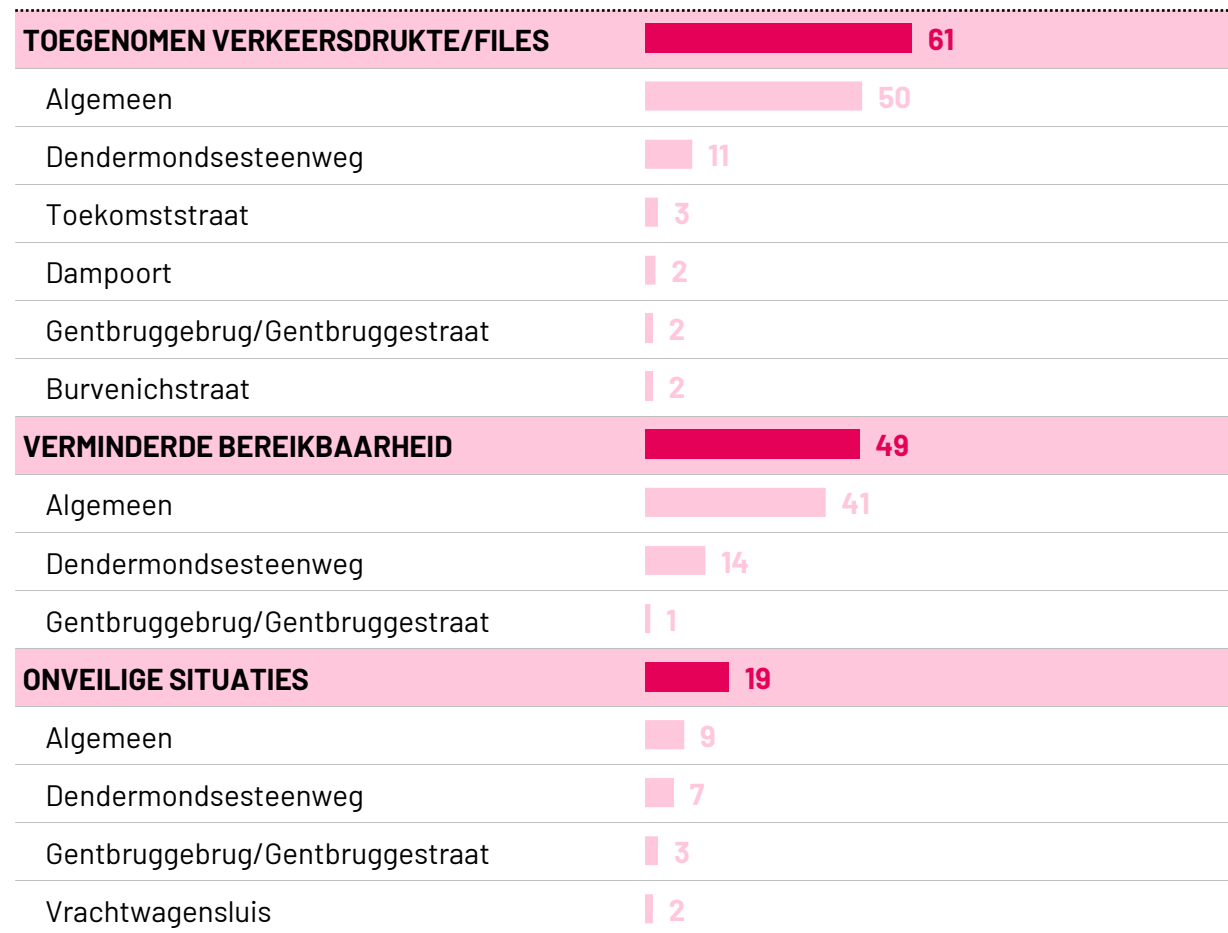 TOEGENOMEN VERKEERSDRUKTE/FILES 61
Algemeen 50
Dendermondsesteenweg 11
Toekomststraat 3
Dampoort 2
Gentbruggebrug/Gentbruggestraat 2
Burvenichstraat 2
VERMINDERDE BEREIKBAARHEID 49
Algemeen 41
Dendermondsesteenweg 14
Gentbruggebrug/Gentbruggestraat 1
ONVEILIGE SITUATIES 19
Algemeen 9
Dendermondsesteenweg 7
Gentbruggebrug/Gentbruggestraat 3
Vrachtwagensluis 2